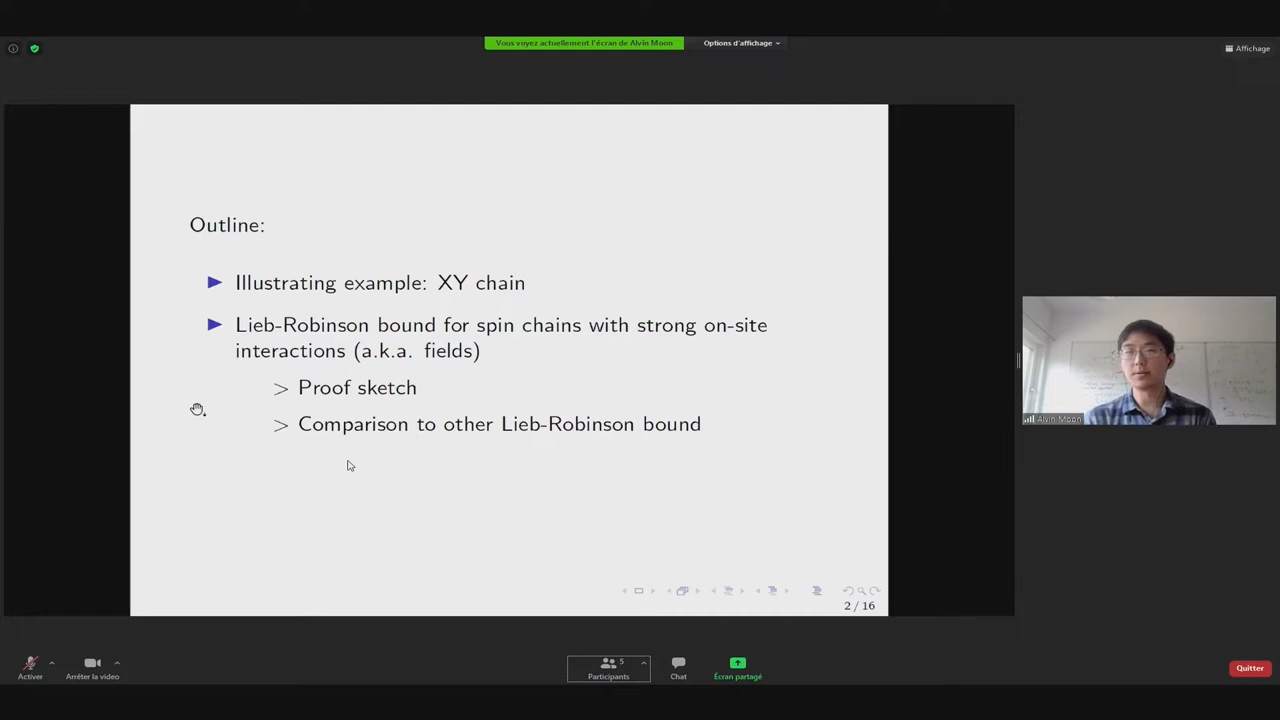 Vous voyez actuellement l'écran de Alvin Moon
Options d'affichage
Affichage
Outline:
Illustrating example: XY chain
Lieb-Robinson bound for spin chains with strong on-site
interactions (a.k.a. fields)
> Proof sketch
> Comparison to other Lieb-Robinson bound
2 / 16
Alvin Moon
Activer
Arrêter la video
5
Participants
Chat
Écran partagé
Quitter